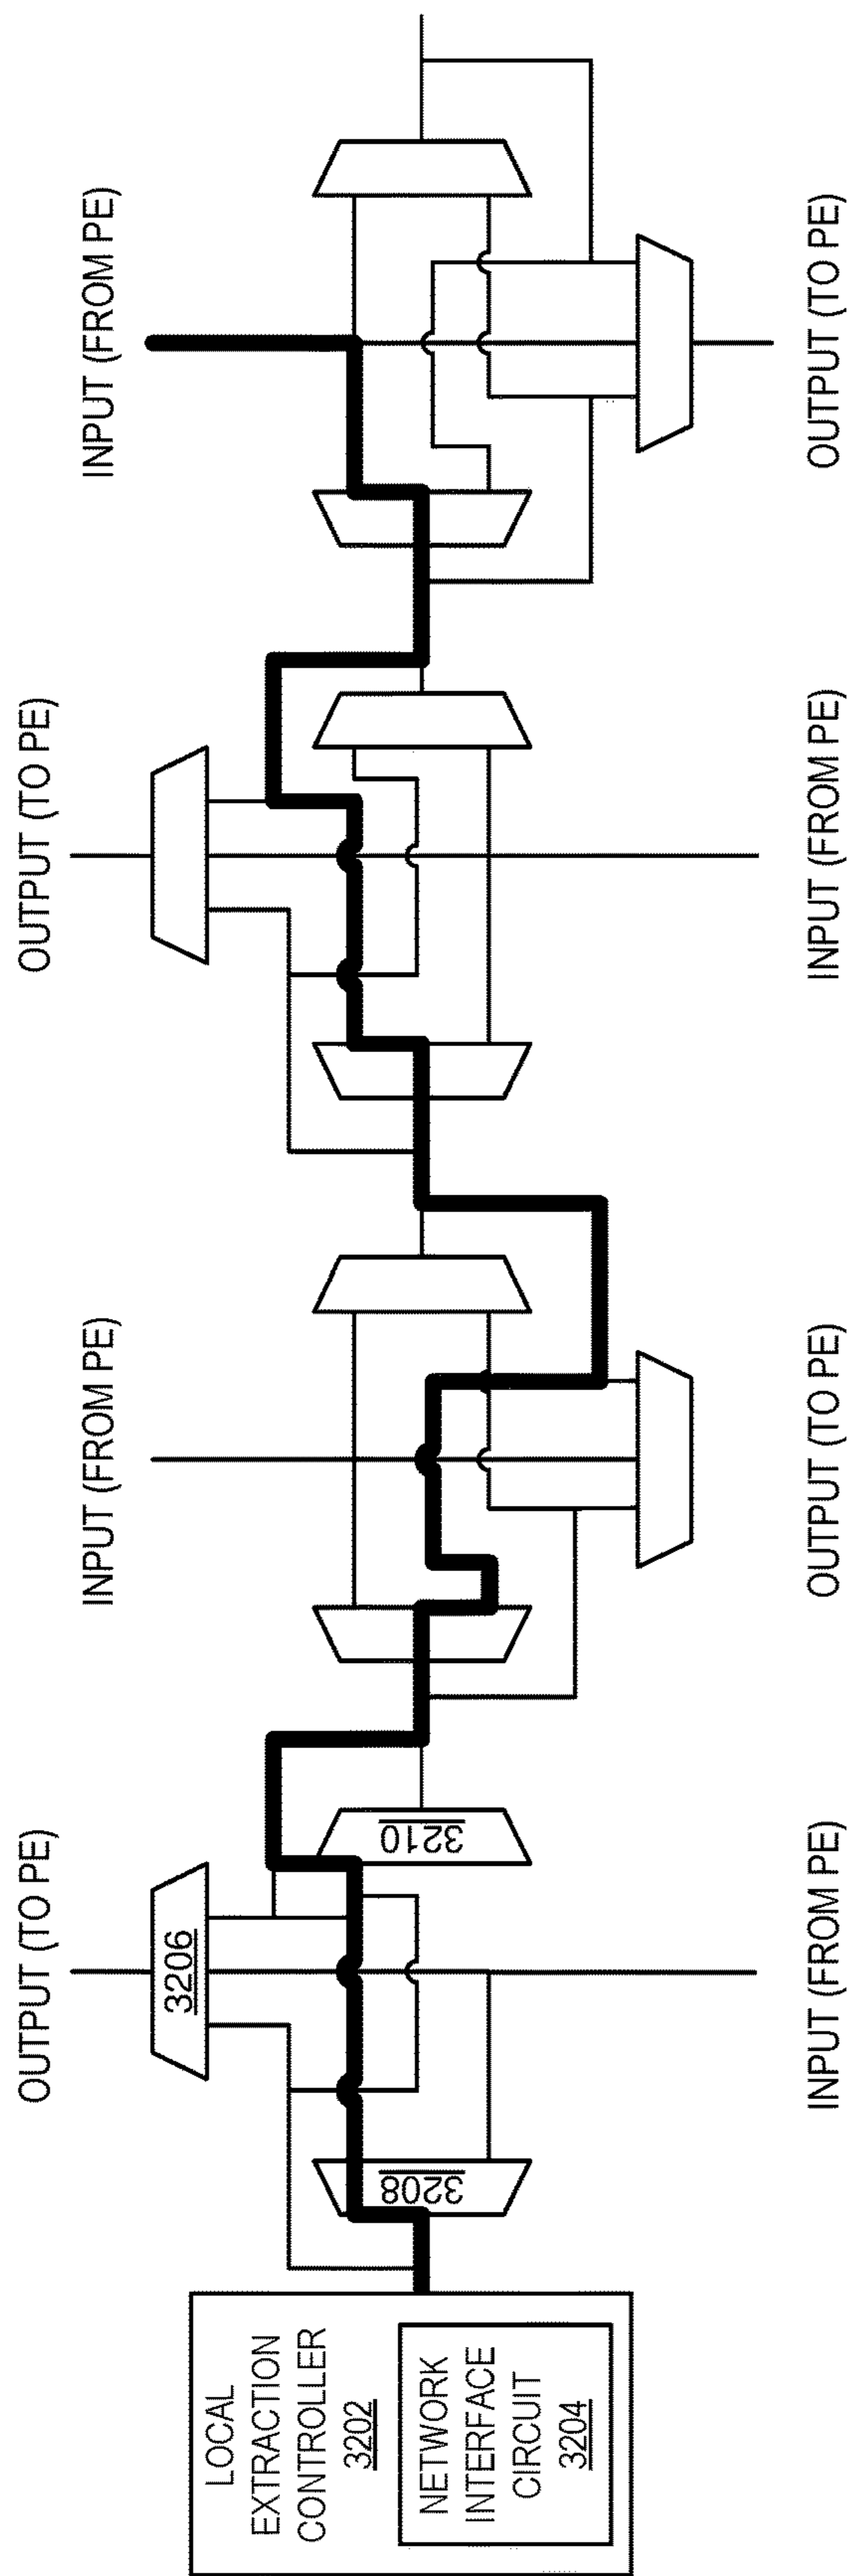 LOCAL
EXTRACTION
CONTROLLER
3202
NETWORK
INTERFACE
CIRCUIT
3204
OUTPUT (TO PE)
3206
3208
3210
INPUT (FROM PE)
INPUT (FROM PE)
OUTPUT (TO PE)
OUTPUT (TO PE)
INPUT (FROM PE)
INPUT (FROM PE)
OUTPUT (TO PE)